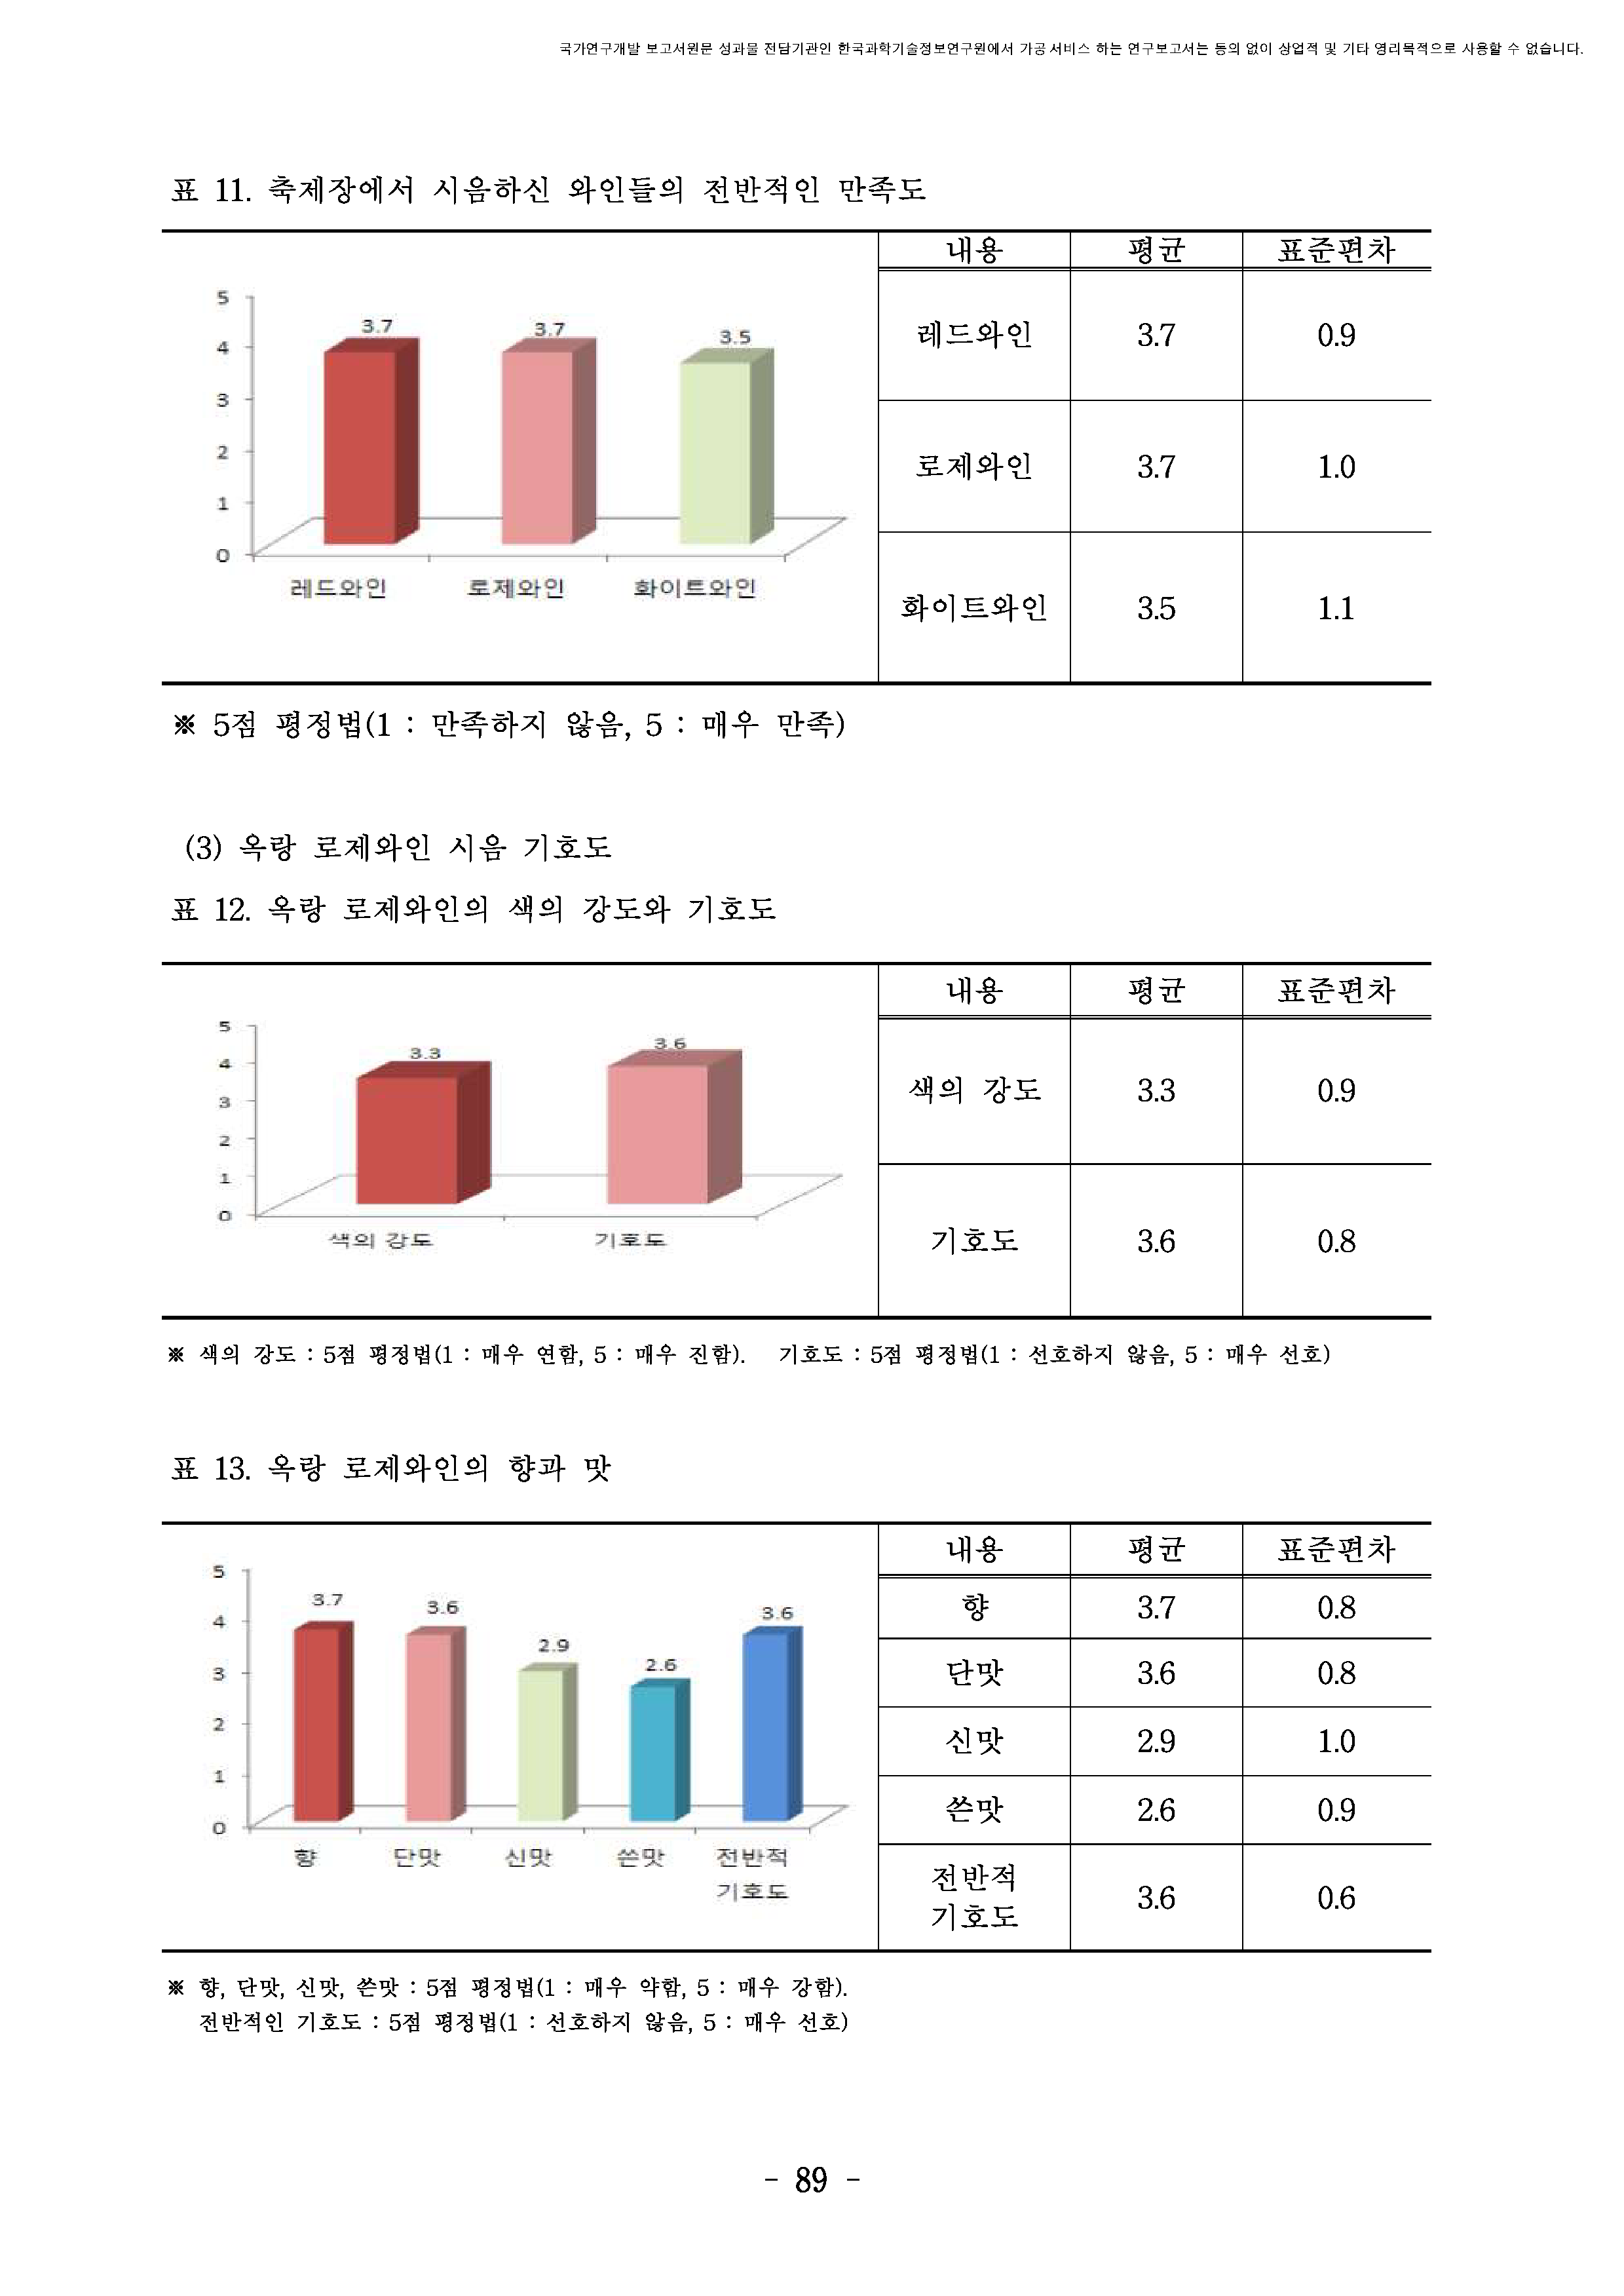 국가연구개발 보고서원문 성과물 전담기관인 한국과학기술정보연구원에서 가공·서비스 하는 연구보고서는 동의 없이 상업적 및 기타 영리목적으로 사용할 수 없습니다.
표 11. 축제장에서 시음하신 와인들의 전반적인 만족도
5
4
3
2
1
0
3.7
3.7
3.5
레드와인 로제와인 화이트와인
내용 평균 표준편차
레드와인 3.7 0.9
로제와인 3.7 1.0
화이트와인 3.5 1.1
※ 5점 평정법(1 : 만족하지 않음, 5 : 매우 만족)
(3) 옥랑 로제와인 시음 기호도
표 12. 옥랑 로제와인의 색의 강도와 기호도
5
4
3
2
1
0
3.3
3.6
색의 강도 기호도
내용 평균 표준편차
색의 강도 3.3 0.9
기호도 3.6 0.8
※ 색의 강도 : 5점 평정법(1 : 매우 연함, 5 : 매우 진함). 기호도 : 5점 평정법(1 : 선호하지 않음, 5 : 매우 선호)
표 13. 옥랑 로제와인의 향과 맛
5
4
3
2
1
0
3.7
3.6
2.9
2.6
3.6
향 단맛 신맛 쓴맛 전반적
기호도
내용 평균 표준편차
향 3.7 0.8
단맛 3.6 0.8
신맛 2.9 1.0
쓴맛 2.6 0.9
전반적
기호도 3.6 0.6
※ 향, 단맛, 신맛, 쓴맛 : 5점 평정법(1 : 매우 약함, 5 : 매우 강함).
전반적인 기호도 : 5점 평정법(1 : 선호하지 않음, 5 : 매우 선호)
- 89 -